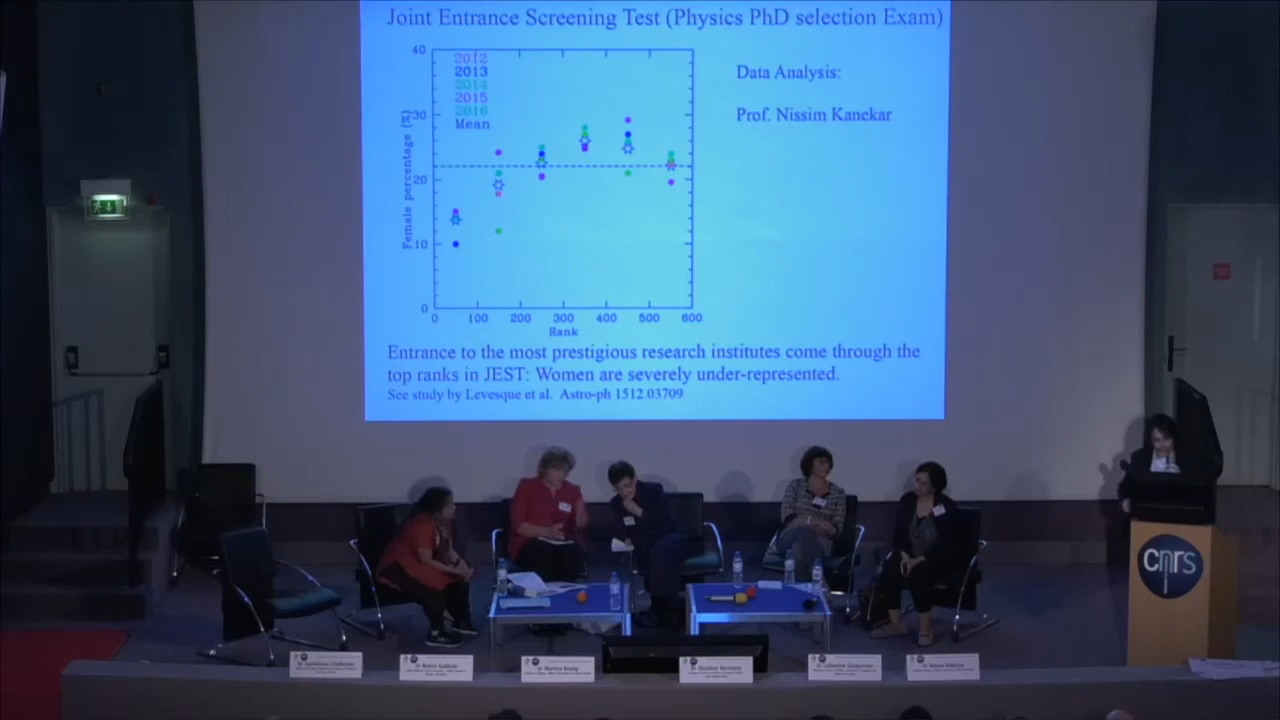 Joint Entrance Screening Test (Physics PhD selection Exam)
40
30
20
10
0
Female percentage (%)
2012
2013
2014
2015
2016
Mean
0 100 200 300 400 500 600
Rank
Data Analysis:
Prof. Nissim Kanekar
Entrance to the most prestigious research institutes come through the
top ranks in JEST: Women are severely under-represented.
See study by Levesque et al. Astro-ph 1512.03709
cnrs